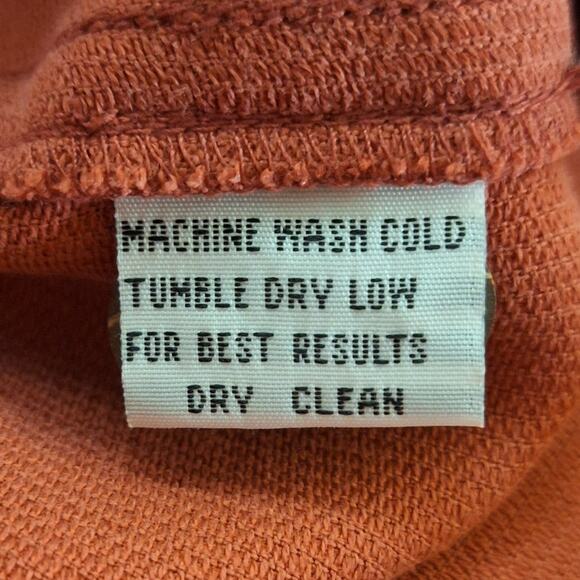 MACHINE WASH COLD
TUMBLE DRY LOW
FOR BEST RESULTS
DRY CLEAN